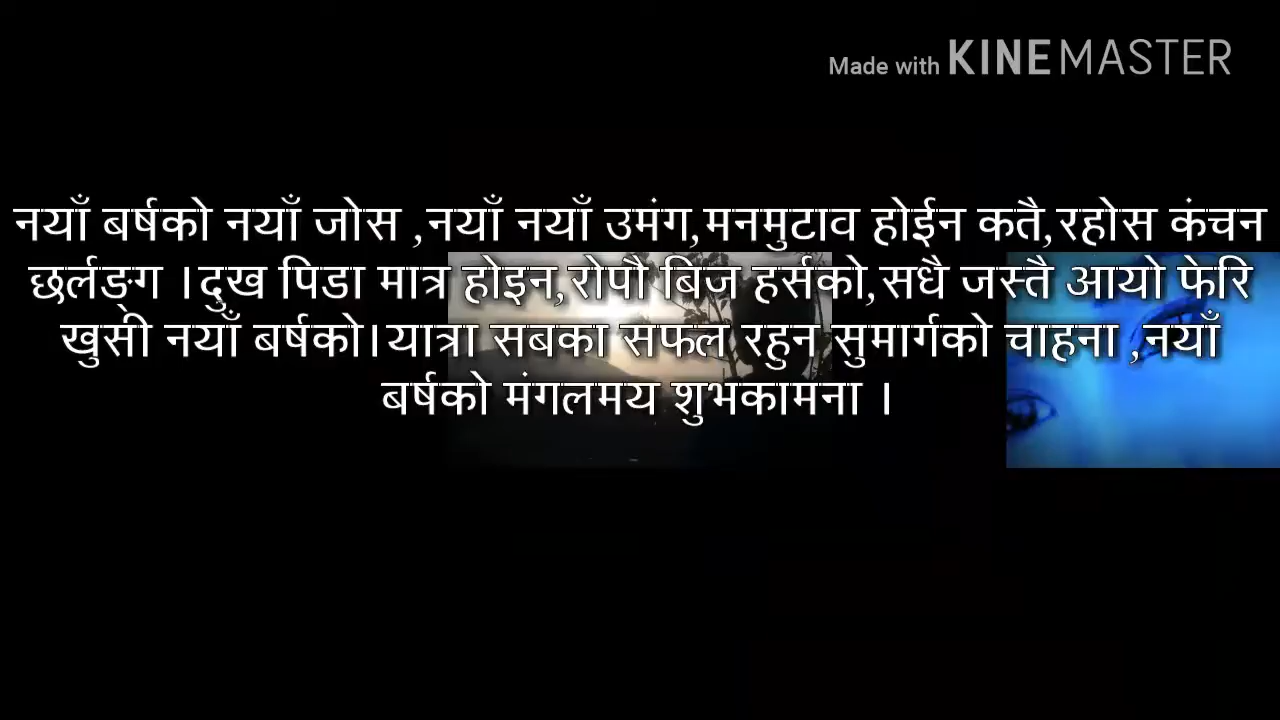 Made with KINEMASTER
नयाँ बर्षको नयाँ जोस ,नयाँ नयाँ उमंग,मनमुटाव होईन कतै,रहोस कंचन
छर्लङ्ग ।दुख पिडा मात्र होइन,रोपौ बिज हर्सको,सधै जस्तै आयो फेरि
खुसी नयाँ बर्षको।यात्रा सबका सफल रहुन सुमार्गको चाहना ,नयाँ
बर्षको मंगलमय शुभकामना ।